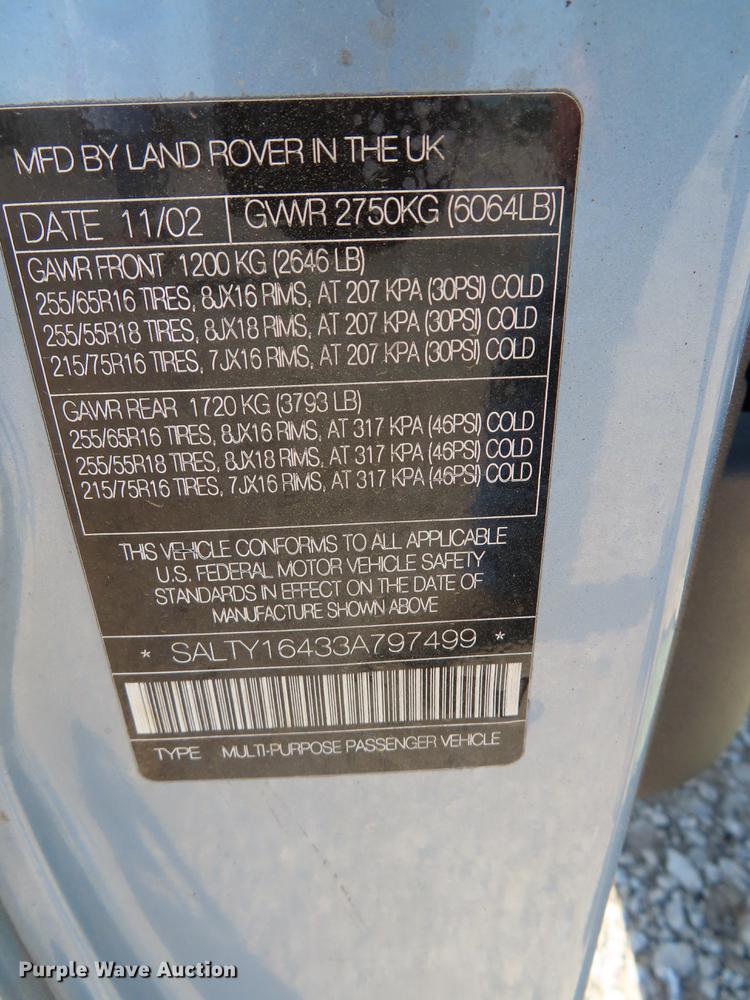 MFD BY LAND ROVER IN THE UK
DATE 11/02 GVWR 2750KG (6064LB)
GAWR FRONT 1200 KG (2646 LB)
255/65R16 TIRES, 8JX16 RIMS, AT 207 KPA (30PSI) COLD
255/55R18 TIRES, 8JX18 RIMS, AT 207 KPA (30PSI) COLD
215/75R16 TIRES, 7JX16 RIMS, AT 207 KPA (30PSI) COLD
GAWR REAR 1720 KG (3793 LB)
255/65R16 TIRES, 8JX16 RIMS, AT 317 KPA (46PSI) COLD
255/55R18 TIRES, 8JX18 RIMS, AT 317 KPA (46PSI) COLD
215/75R16 TIRES, 7JX16 RIMS, AT 317 KPA (46PSI) COLD
THIS VEHICLE CONFORMS TO ALL APPLICABLE
U.S. FEDERAL MOTOR VEHICLE SAFETY
STANDARDS IN EFFECT ON THE DATE OF
MANUFACTURE SHOWN ABOVE
* SALTY16433A797499 *
TYPE MULTI-PURPOSE PASSENGER VEHICLE
Purple Wave Auction